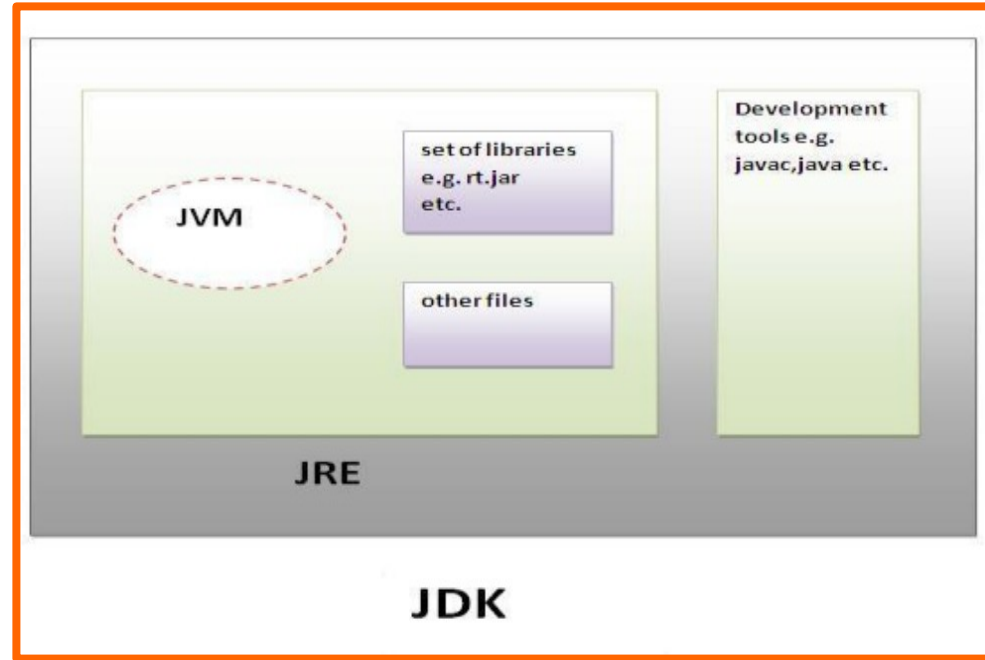 JVM
set of libraries
e.g. rt.jar
etc.
other files
Development
tools e.g.
javac,java etc.
JRE
JDK